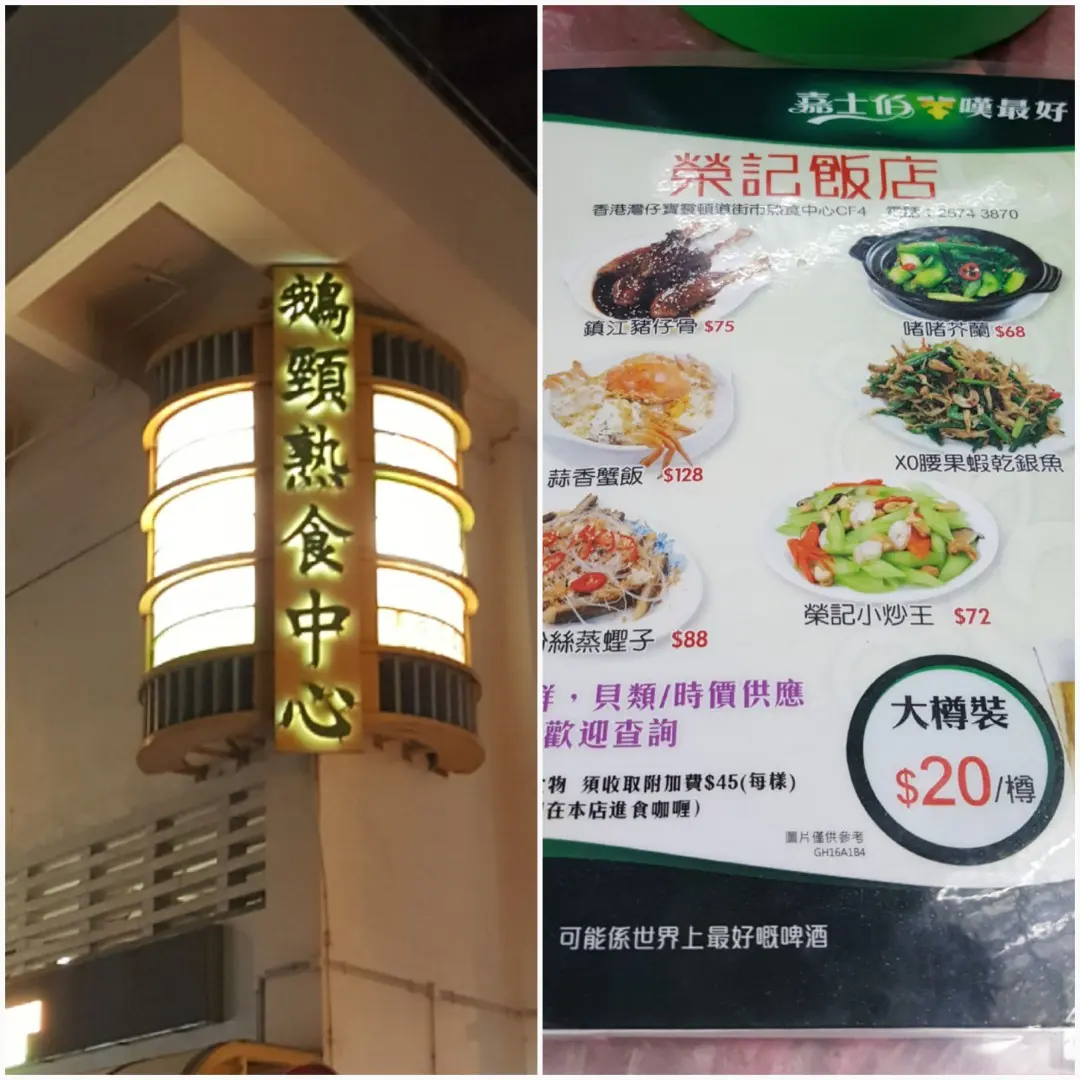 鵝頸熟食中心
嘉士伯 嘆最好
榮記飯店
香港灣仔寶靈頓道街市熟食中心CF4 電話:2574 3870
鎮江豬仔骨 $75
啫啫芥蘭 $68
蒜香蟹飯 $128
XO腰果蝦乾銀魚
絲蒸蟶子 $88
榮記小炒王 $72
,貝類/時價供應
歡迎查詢
物 須收取附加費$45(每樣)
在本店進食咖喱)
大樽裝
$20/樽
圖片僅供參考
GH16A1B4
可能係世界上最好嘅啤酒